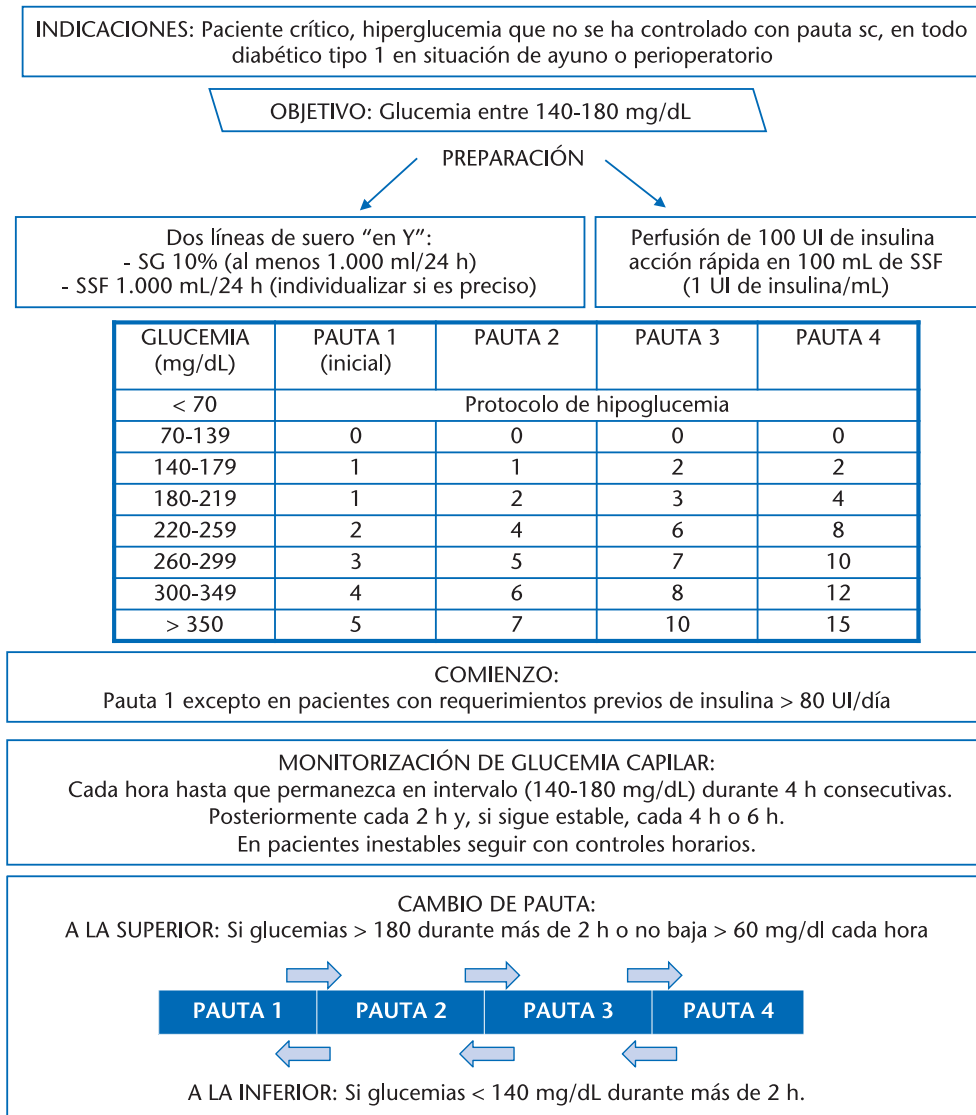 INDICACIONES: Paciente crítico, hiperglucemia que no se ha controlado con pauta sc, en todo
diabético tipo 1 en situación de ayuno o perioperatorio
OBJETIVO: Glucemia entre 140-180 mg/dL
PREPARACIÓN
Dos líneas de suero “en Y”:
- SG 10% (al menos 1.000 ml/24 h)
- SSF 1.000 mL/24 h (individualizar si es preciso)
Perfusión de 100 UI de insulina
acción rápida en 100 mL de SSF
(1 UI de insulina/mL)
GLUCEMIA (mg/dL) PAUTA 1 (inicial) PAUTA 2 PAUTA 3 PAUTA 4
< 70 Protocolo de hipoglucemia
70-139 0 0 0 0
140-179 1 1 2 2
180-219 1 2 3 4
220-259 2 4 6 8
260-299 3 5 7 10
300-349 4 6 8 12
> 350 5 7 10 15
COMIENZO:
Pauta 1 excepto en pacientes con requerimientos previos de insulina > 80 UI/día
MONITORIZACIÓN DE GLUCEMIA CAPILAR:
Cada hora hasta que permanezca en intervalo (140-180 mg/dL) durante 4 h consecutivas.
Posteriormente cada 2 h y, si sigue estable, cada 4 h o 6 h.
En pacientes inestables seguir con controles horarios.
CAMBIO DE PAUTA:
A LA SUPERIOR: Si glucemias > 180 durante más de 2 h o no baja > 60 mg/dl cada hora
PAUTA 1 PAUTA 2 PAUTA 3 PAUTA 4
A LA INFERIOR: Si glucemias < 140 mg/dL durante más de 2 h.